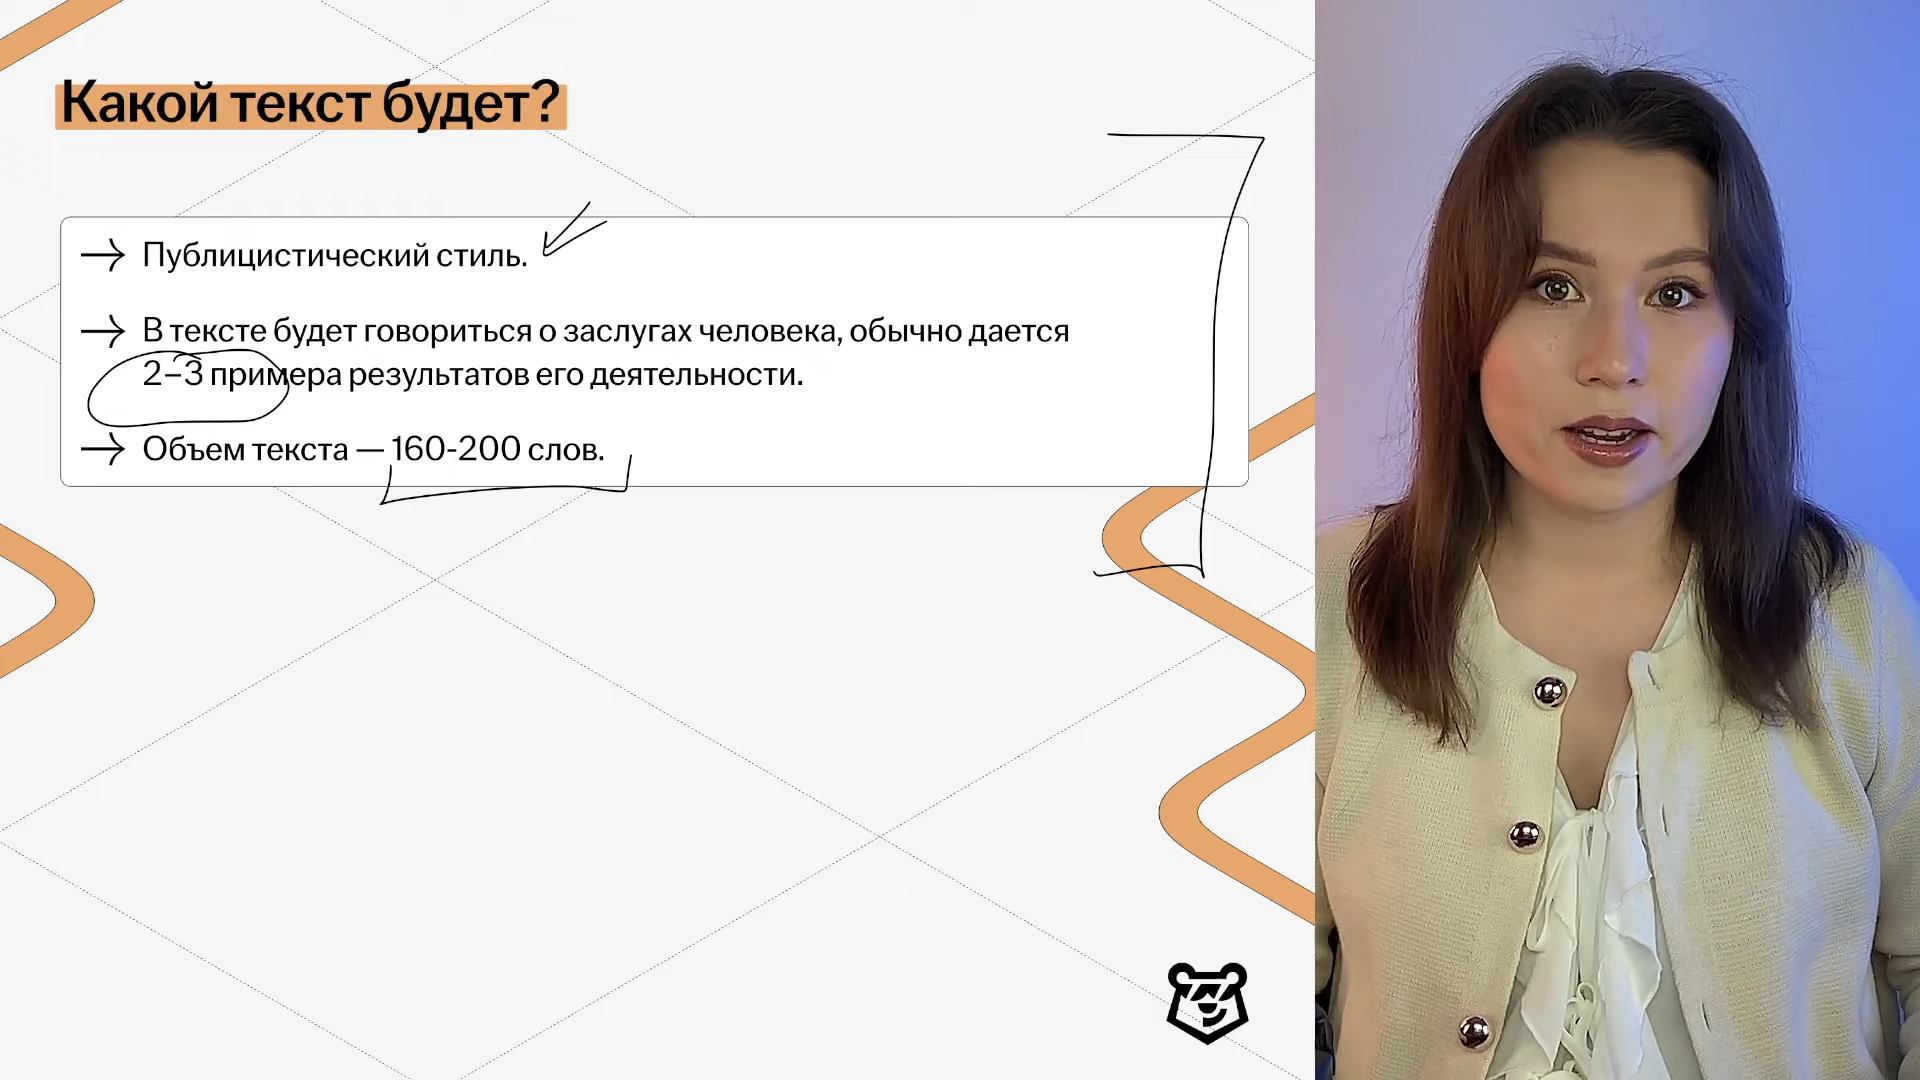 Какой текст будет?
→ Публицистический стиль.
→ В тексте будет говориться о заслугах человека, обычно дается
2–3 примера результатов его деятельности.
→ Объем текста — 160-200 слов.